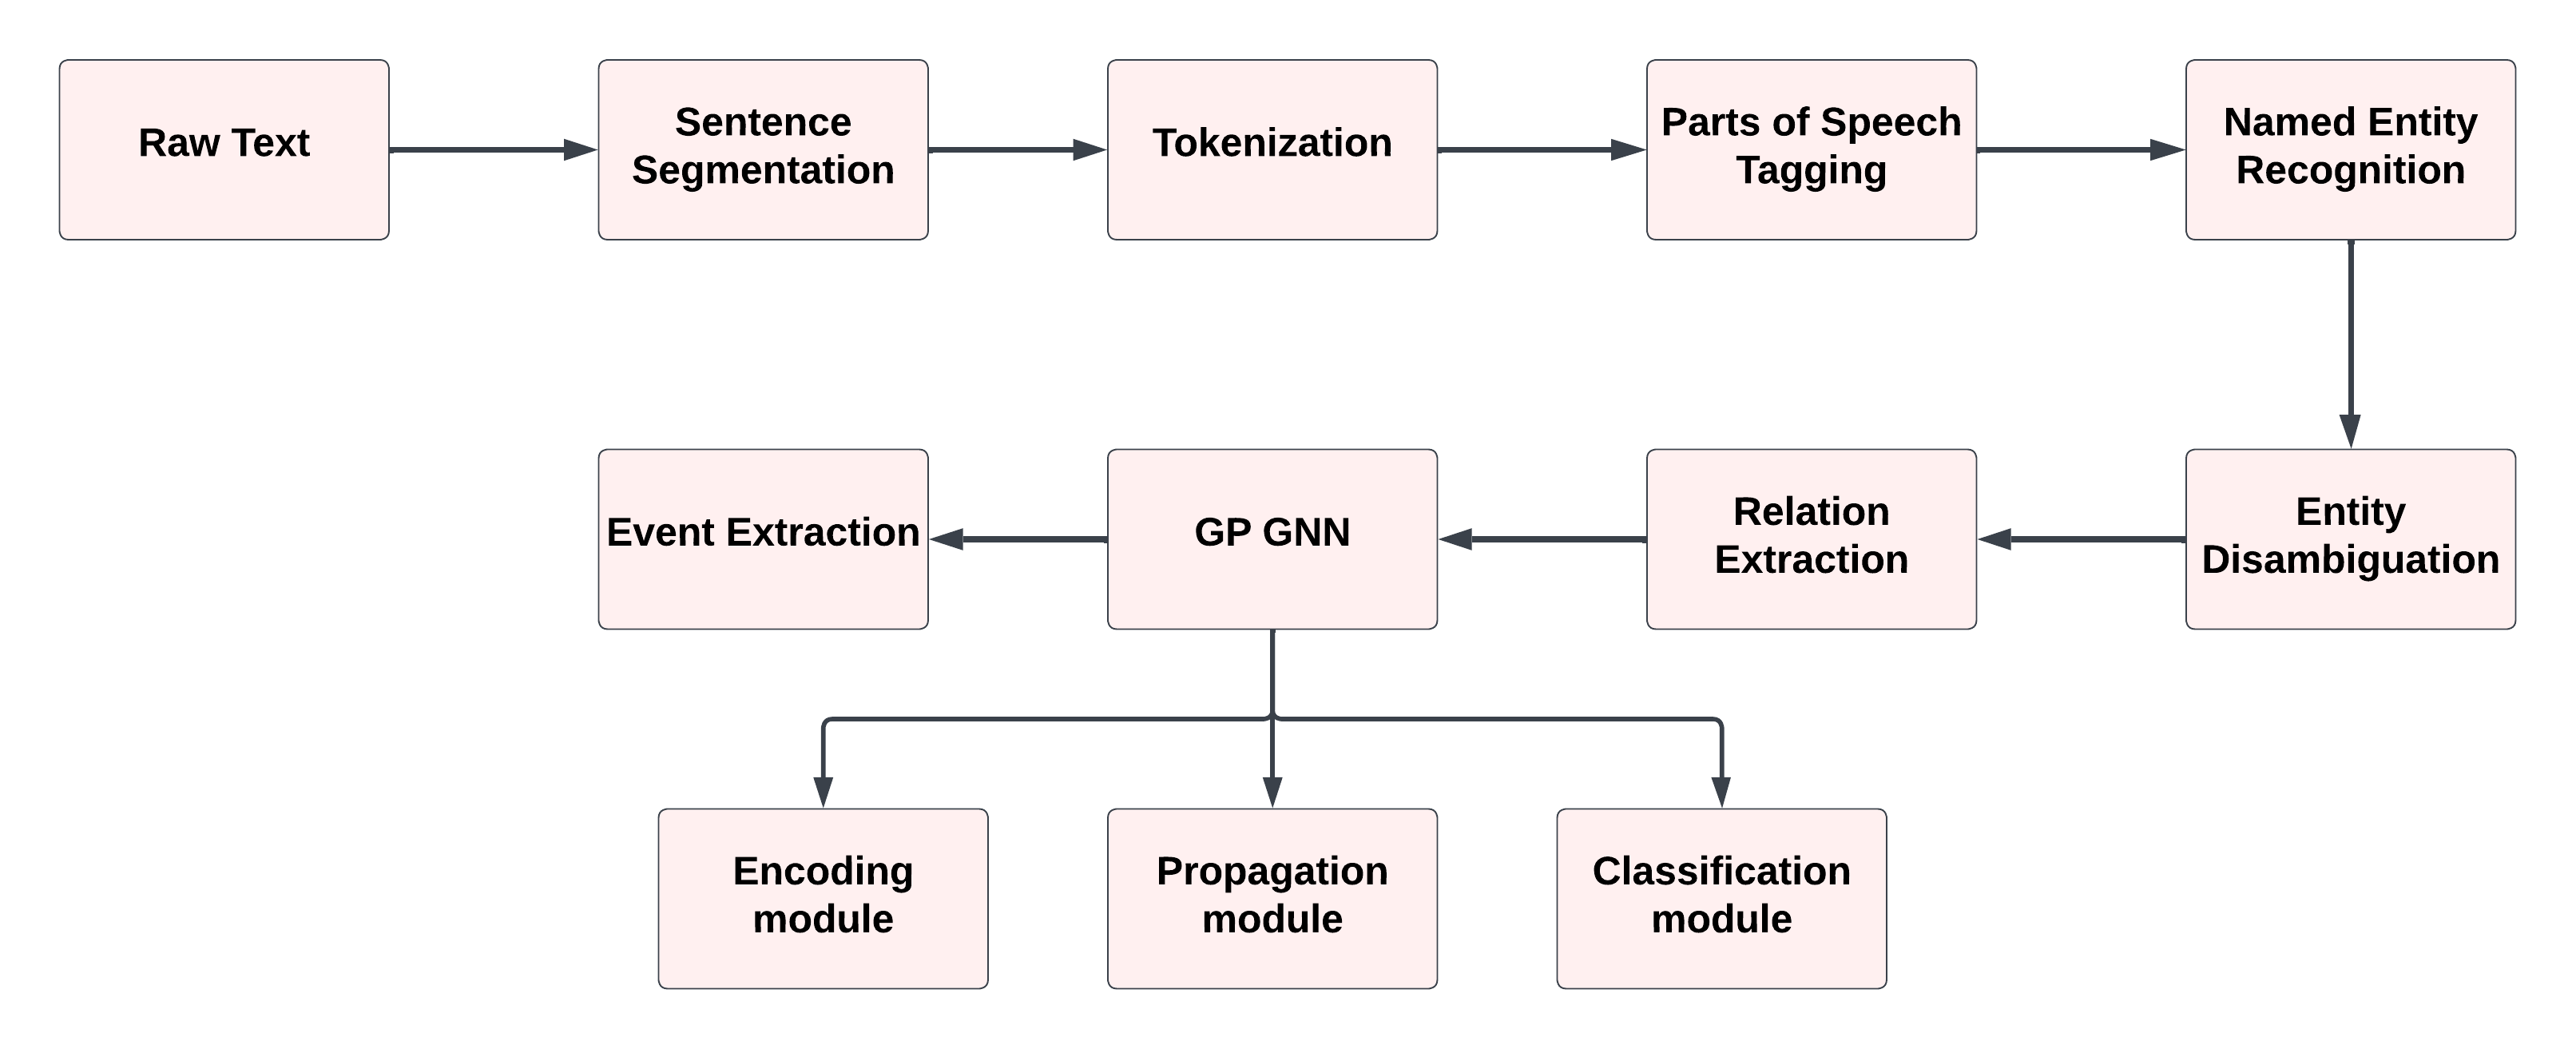 Raw Text
Sentence
Segmentation
Tokenization
Parts of Speech
Tagging
Named Entity
Recognition
Event Extraction
GP GNN
Relation
Extraction
Entity
Disambiguation
Encoding
module
Propagation
module
Classification
module